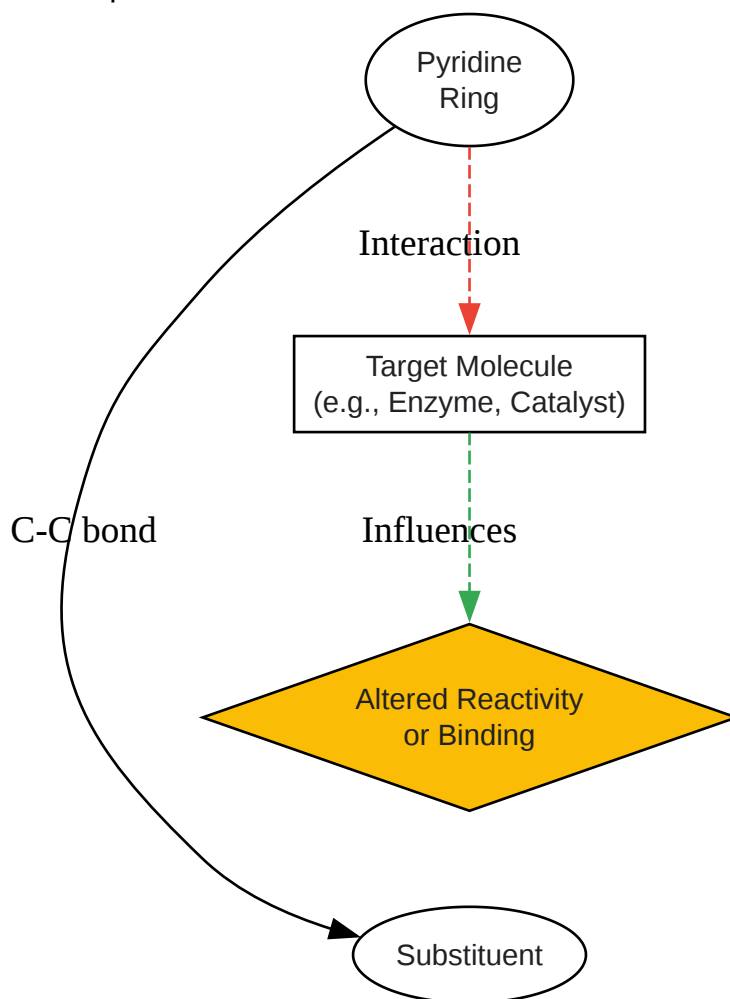 Pyridine
Ring
Interaction
Target Molecule
(e.g., Enzyme, Catalyst)
C-C bond
Influences
Altered Reactivity
or Binding
Substituent